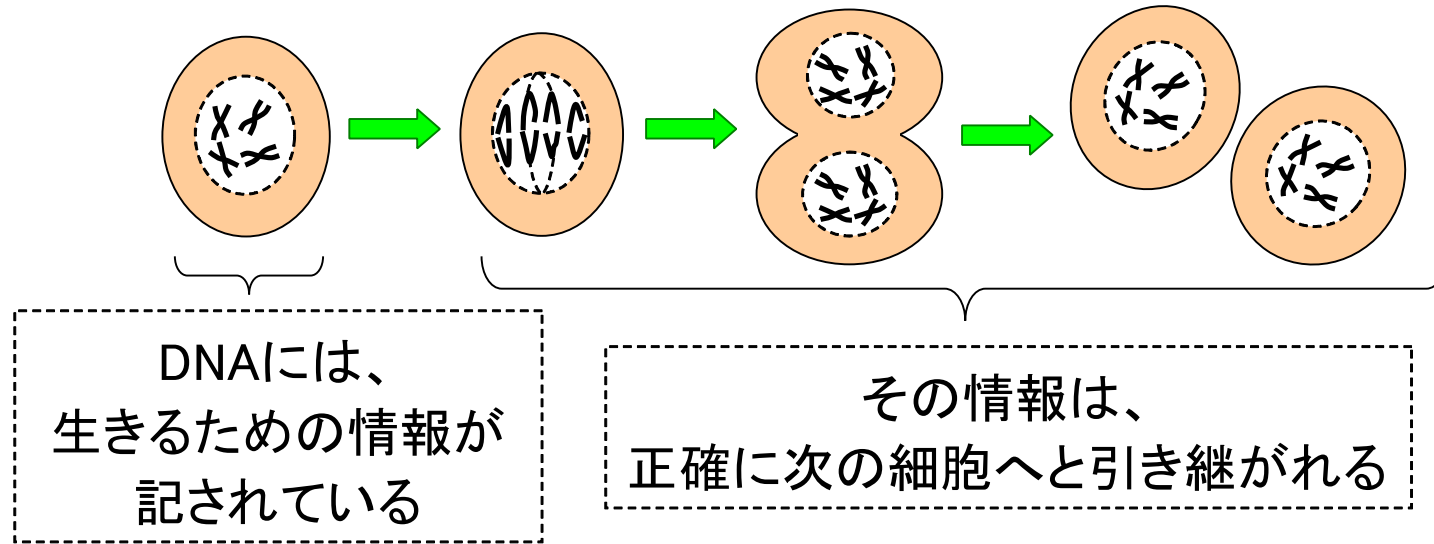 DNAには、
生きるための情報が
記されている
その情報は、
正確に次の細胞へと引き継がれる